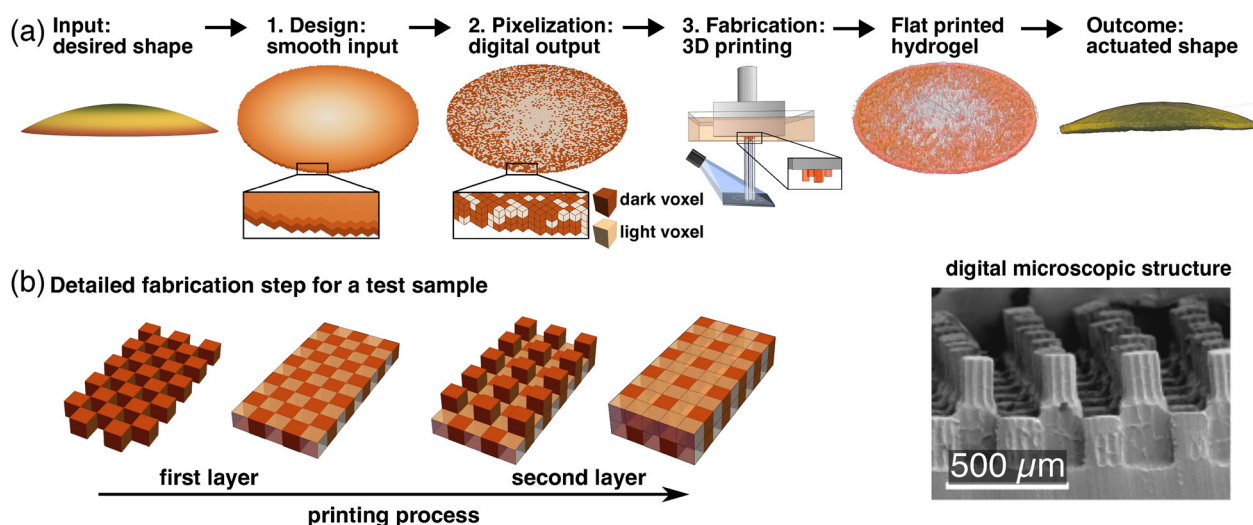 (a)
Input:
desired shape
1. Design:
smooth input
2. Pixelization:
digital output
3. Fabrication:
3D printing
Flat printed
hydrogel
Outcome:
actuated shape
dark voxel
light voxel
(b)
Detailed fabrication step for a test sample
first layer
second layer
printing process
digital microscopic structure
500 μm